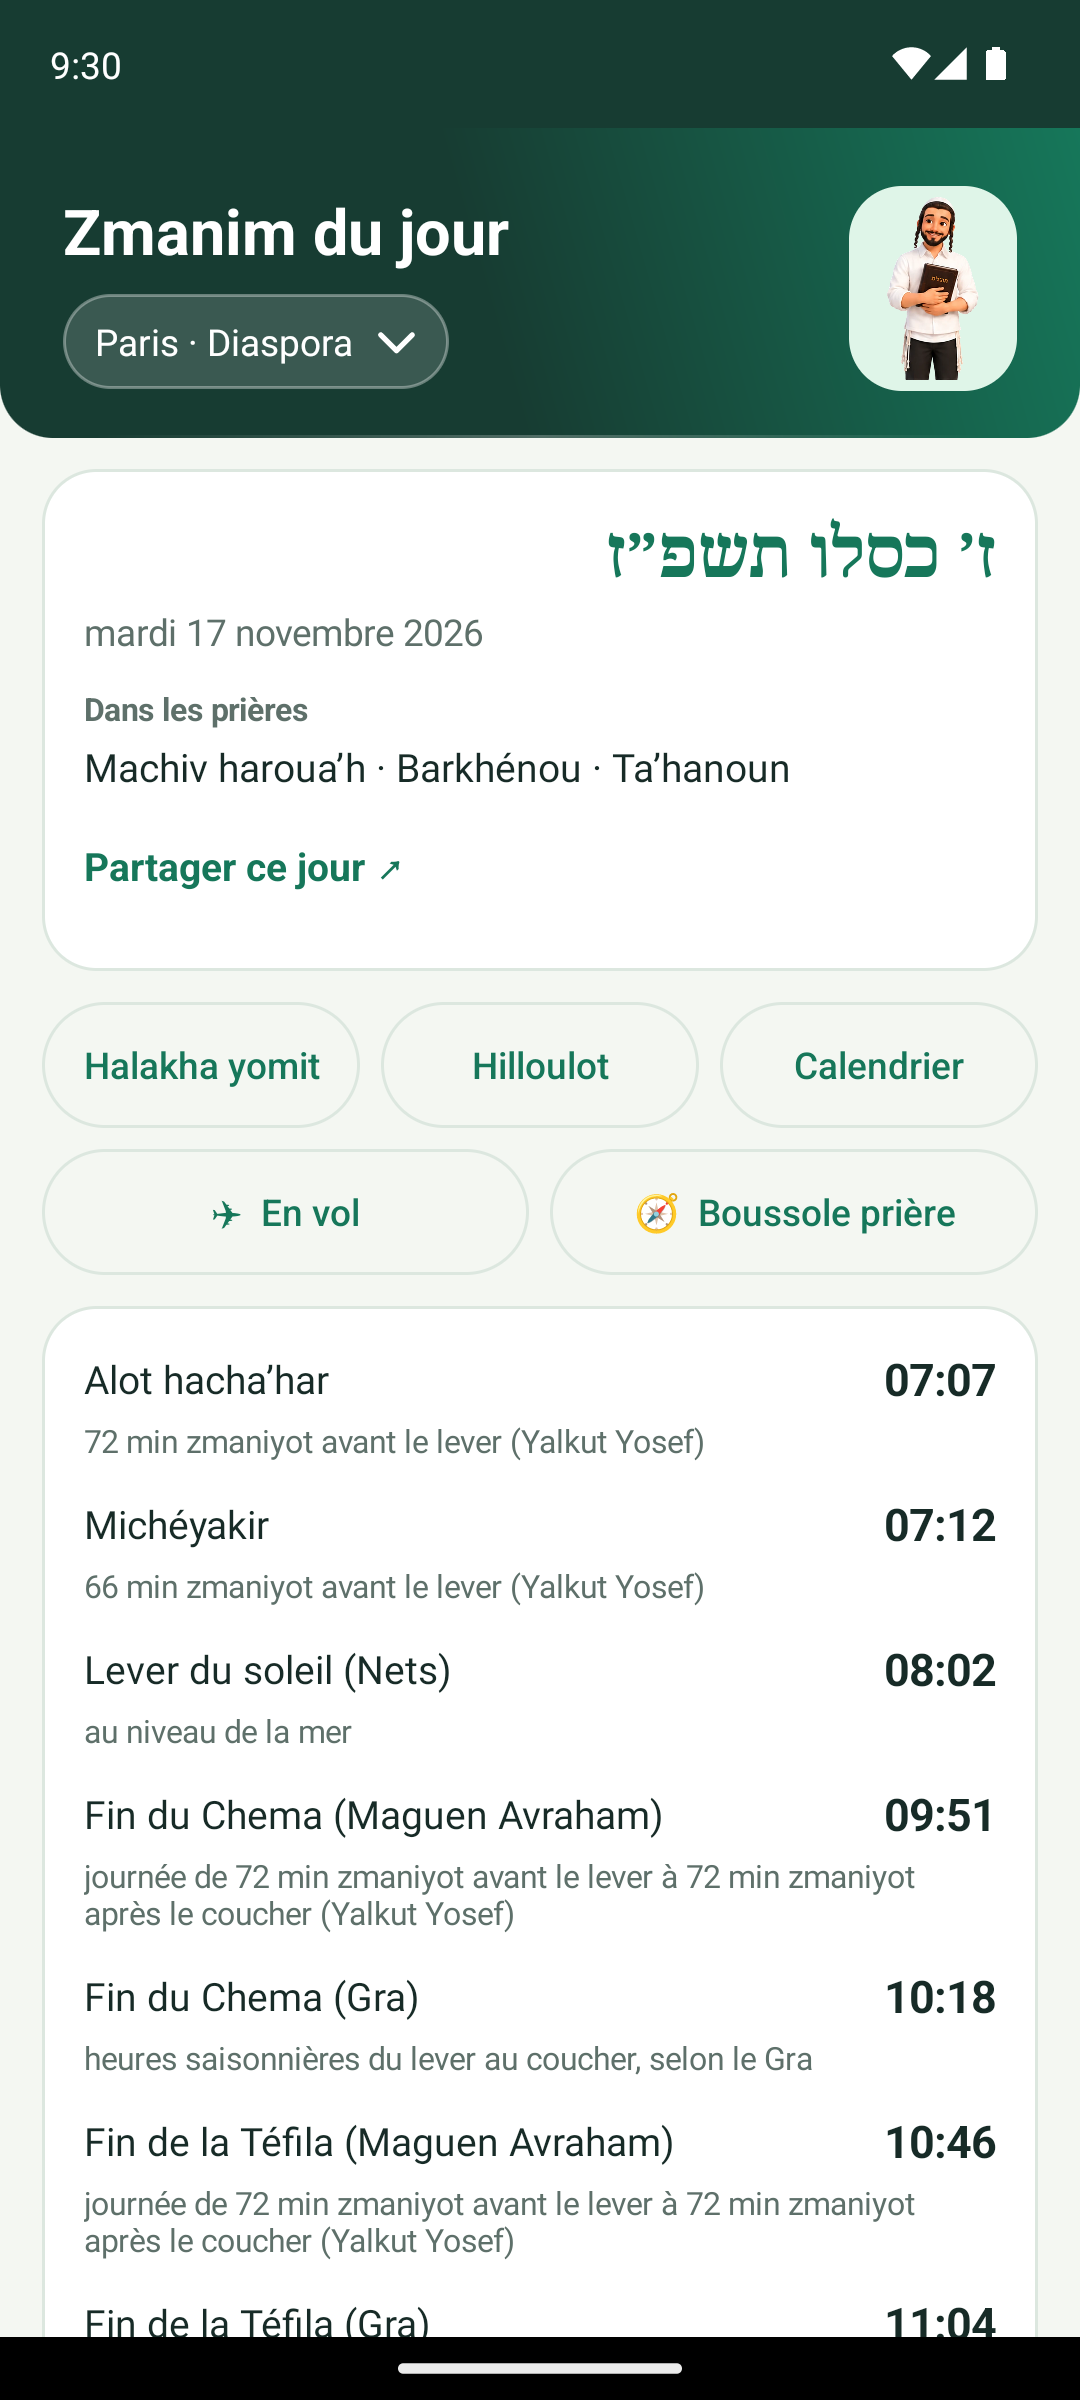 9:30
Zmanim du jour
Paris · Diaspora
ז׳ כסלו תשפ״ז
mardi 17 novembre 2026
Dans les prières
Machiv haroua’h · Barkhénou · Ta’hanoun
Partager ce jour ↗
Halakha yomit
Hilloulot
Calendrier
✈ En vol
🧭 Boussole prière
Alot hacha’har 07:07
72 min zmaniyot avant le lever (Yalkut Yosef)
Michéyakir 07:12
66 min zmaniyot avant le lever (Yalkut Yosef)
Lever du soleil (Nets) 08:02
au niveau de la mer
Fin du Chema (Maguen Avraham) 09:51
journée de 72 min zmaniyot avant le lever à 72 min zmaniyot
après le coucher (Yalkut Yosef)
Fin du Chema (Gra) 10:18
heures saisonnières du lever au coucher, selon le Gra
Fin de la Téfila (Maguen Avraham) 10:46
journée de 72 min zmaniyot avant le lever à 72 min zmaniyot
après le coucher (Yalkut Yosef)
Fin de la Téfila (Gra) 11:04